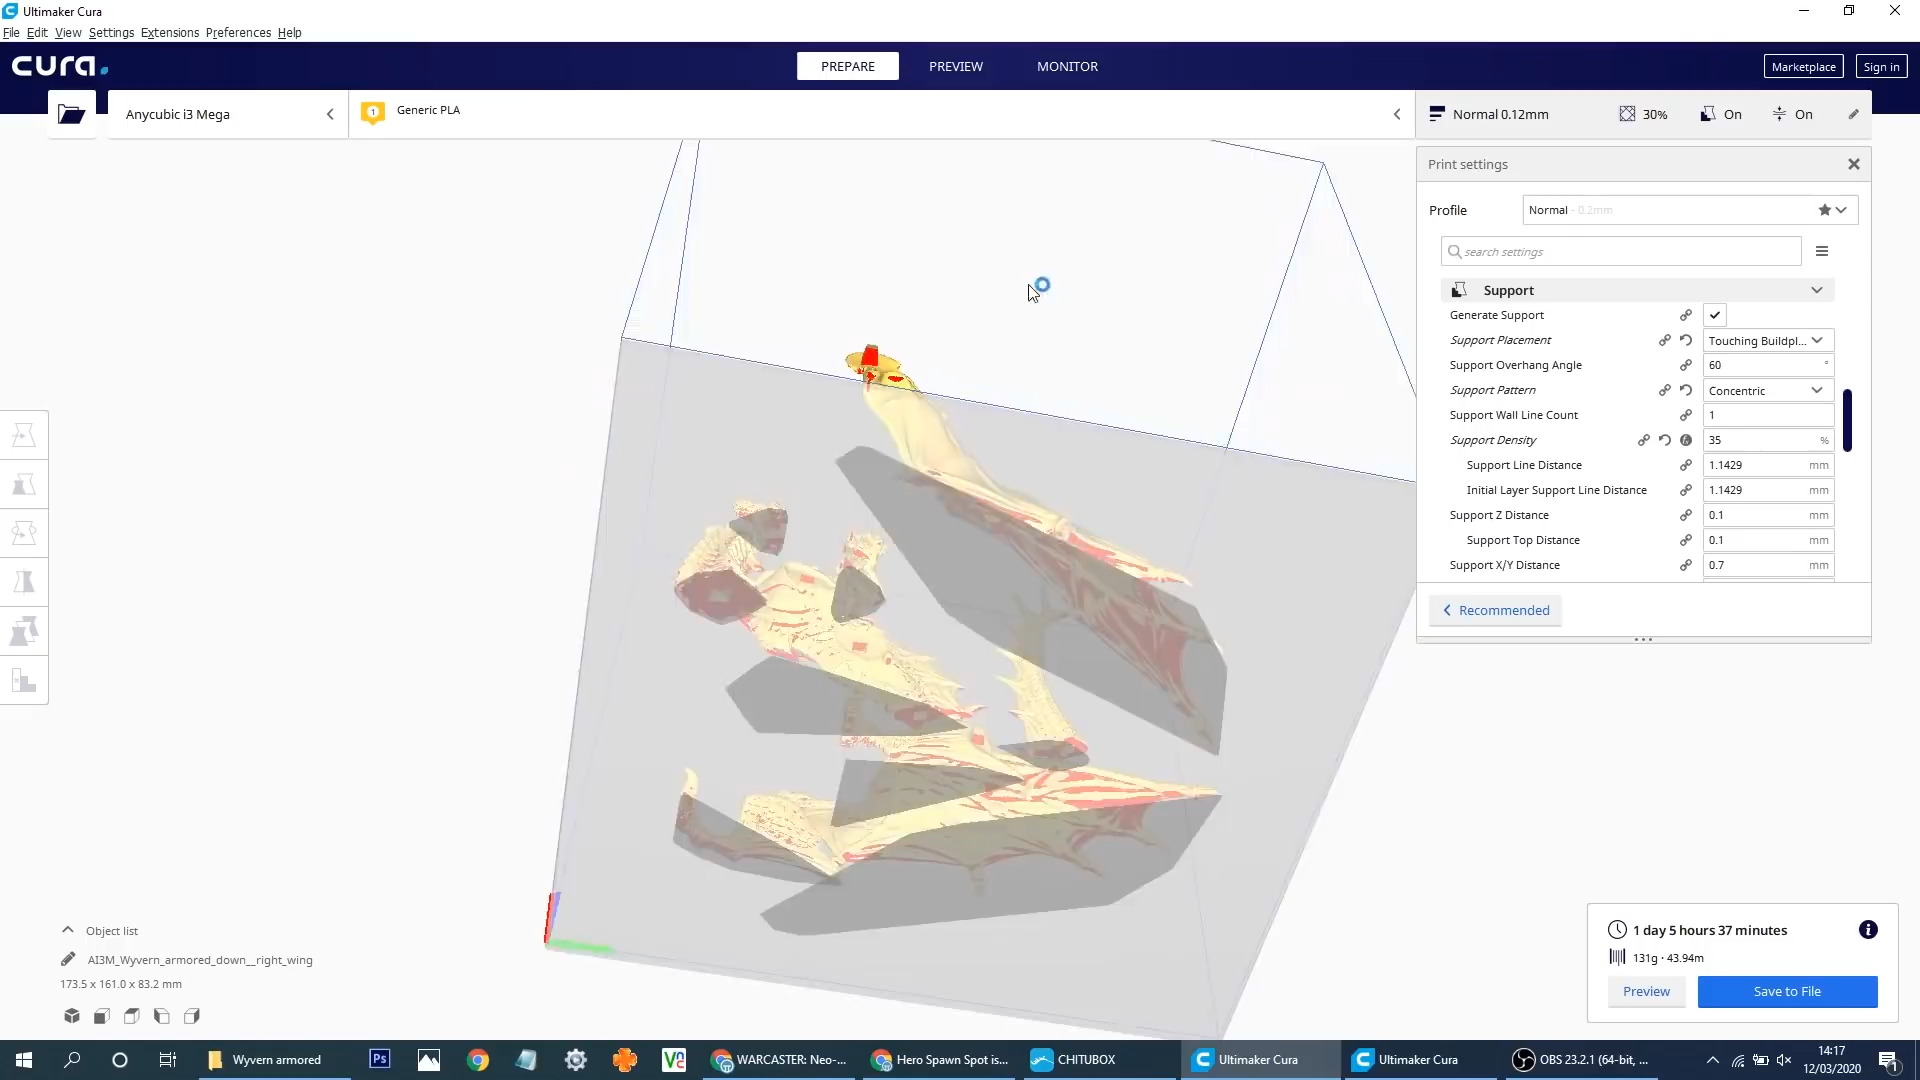 Ultimaker Cura
File Edit View Settings Extensions Preferences Help
cura.
PREPARE PREVIEW MONITOR
Marketplace Sign in
Anycubic i3 Mega
1 Generic PLA
Normal 0.12mm 30% On On
Print settings
Profile Normal - 0.2mm
search settings
Support
Generate Support
Support Placement Touching Buildpl...
Support Overhang Angle 60 °
Support Pattern Concentric
Support Wall Line Count 1
Support Density 35 %
Support Line Distance 1.1429 mm
Initial Layer Support Line Distance 1.1429 mm
Support Z Distance 0.1 mm
Support Top Distance 0.1 mm
Support X/Y Distance 0.7 mm
Recommended
Object list
AI3M_Wyvern_armored_down__right_wing
173.5 x 161.0 x 83.2 mm
1 day 5 hours 37 minutes
131g · 43.94m
Preview Save to File
Wyvern armored
Ps
WARCASTER: Neo-...
Hero Spawn Spot is...
CHITUBOX
Ultimaker Cura
Ultimaker Cura
OBS 23.2.1 (64-bit, ...
14:17
12/03/2020
1